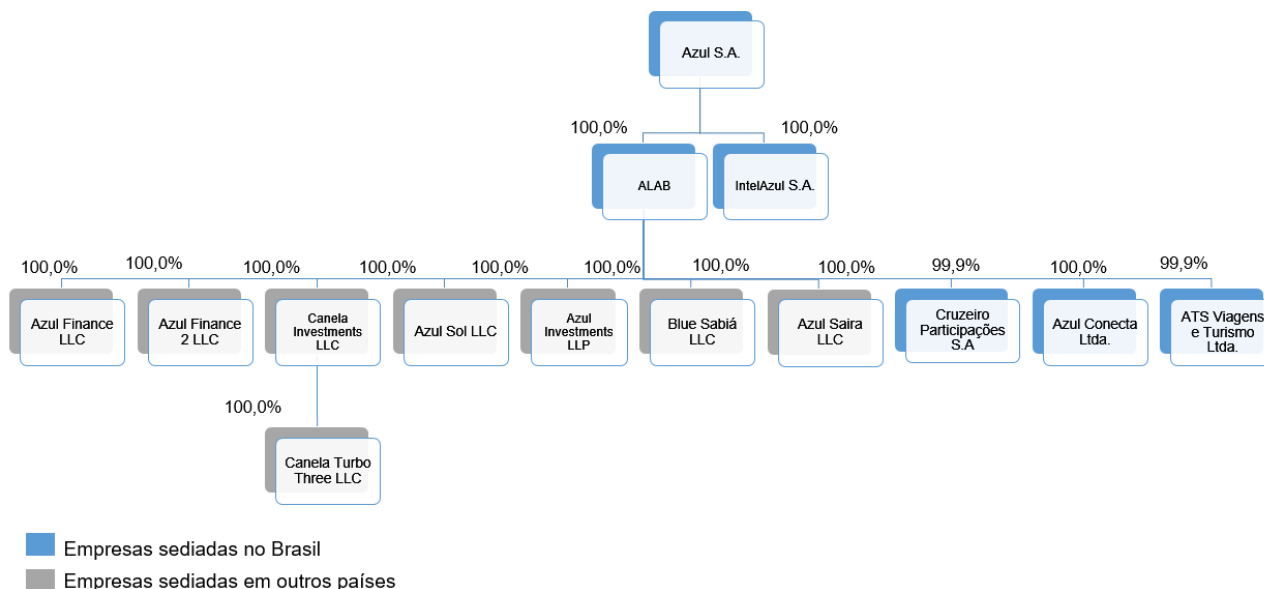 Azul S.A.
100,0%
100,0%
ALAB
IntelAzul S.A.
100,0%
100,0%
100,0%
100,0%
100,0%
100,0%
100,0%
100,0%
99,9%
100,0%
99,9%
Azul Finance
LLC
Azul Finance
2 LLC
Canela
Investments
LLC
Azul Sol LLC
Azul
Investments
LLP
Blue Sabiá
LLC
Azul Saira
LLC
Cruzeiro
Participações
S.A
Azul Conecta
Ltda.
ATS Viagens
e Turismo
Ltda.
100,0%
Canela Turbo
Three LLC
Empresas sediadas no Brasil
Empresas sediadas em outros países